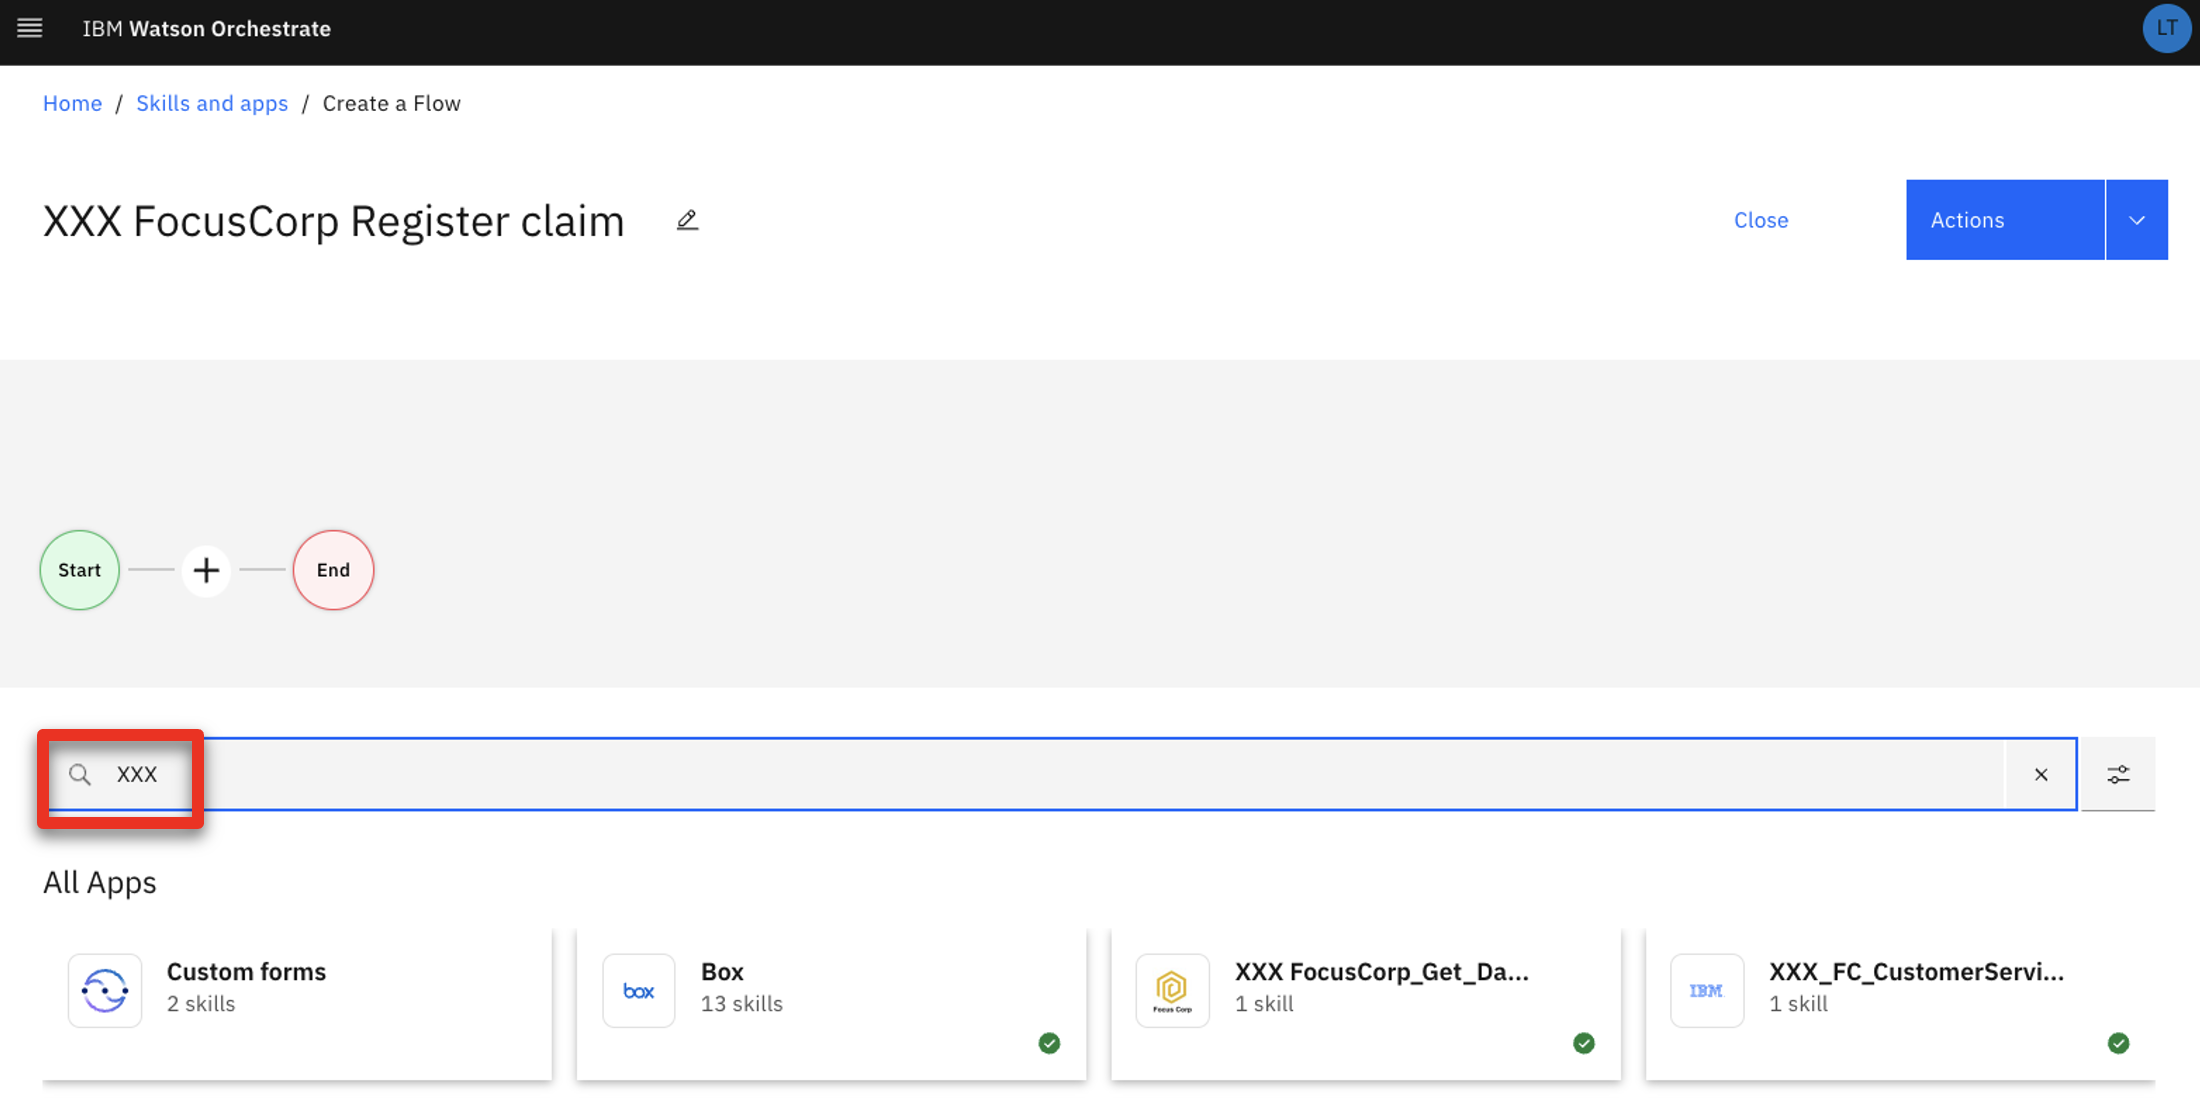 IBM Watson Orchestrate
LT
Home / Skills and apps / Create a Flow
XXX FocusCorp Register claim
Close
Actions
Start
End
XXX
All Apps
Custom forms
2 skills
box
Box
13 skills
Focus Corp
XXX FocusCorp_Get_Da...
1 skill
IBM
XXX_FC_CustomerServi...
1 skill